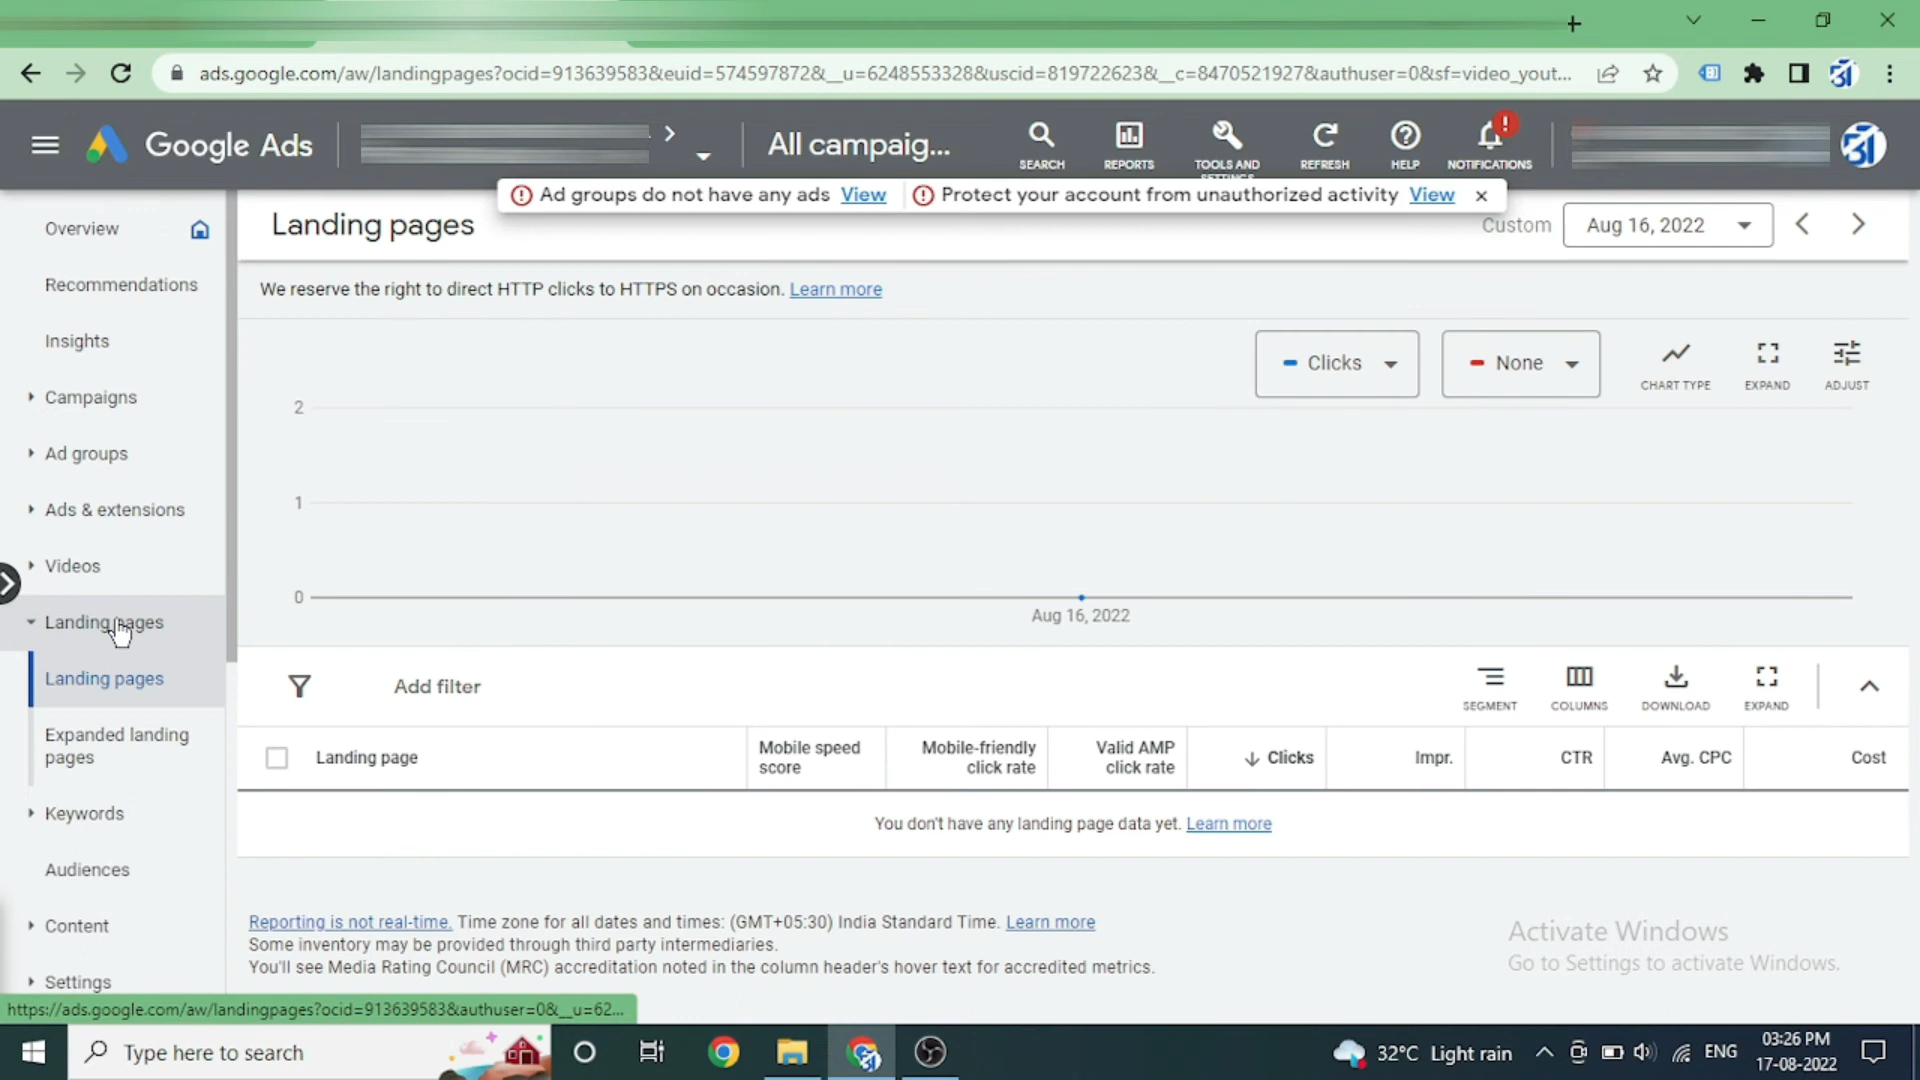 ads.google.com/aw/landingpages?ocid=913639583&euid=574597872&__u=6248553328&uscid=819722623&__c=8470521927&authuser=0&sf=video_yout...
Google Ads
All campaig...
SEARCH
REPORTS
TOOLS AND
SETTINGS
REFRESH
HELP
NOTIFICATIONS
Ad groups do not have any ads View
Protect your account from unauthorized activity View
Overview
Recommendations
Insights
Campaigns
Ad groups
Ads & extensions
Videos
Landing pages
Landing pages
Expanded landing
pages
Keywords
Audiences
Content
Settings
Landing pages
Custom
Aug 16, 2022
We reserve the right to direct HTTP clicks to HTTPS on occasion. Learn more
Clicks
None
CHART TYPE
EXPAND
ADJUST
2
1
0
Aug 16, 2022
Add filter
SEGMENT
COLUMNS
DOWNLOAD
EXPAND
Landing page
Mobile speed
score
Mobile-friendly
click rate
Valid AMP
click rate
Clicks
Impr.
CTR
Avg. CPC
Cost
You don't have any landing page data yet. Learn more
Reporting is not real-time. Time zone for all dates and times: (GMT+05:30) India Standard Time. Learn more
Some inventory may be provided through third party intermediaries.
You'll see Media Rating Council (MRC) accreditation noted in the column header's hover text for accredited metrics.
Activate Windows
Go to Settings to activate Windows.
https://ads.google.com/aw/landingpages?ocid=913639583&authuser=0&__u=62...
Type here to search
32°C Light rain
ENG
03:26 PM
17-08-2022